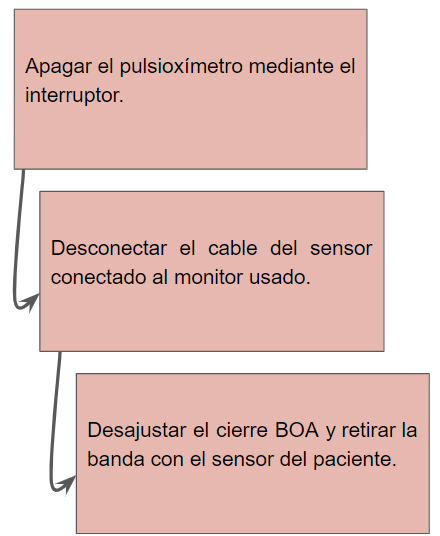 Apagar el pulsioxímetro mediante el
interruptor.
Desconectar el cable del sensor
conectado al monitor usado.
Desajustar el cierre BOA y retirar la
banda con el sensor del paciente.